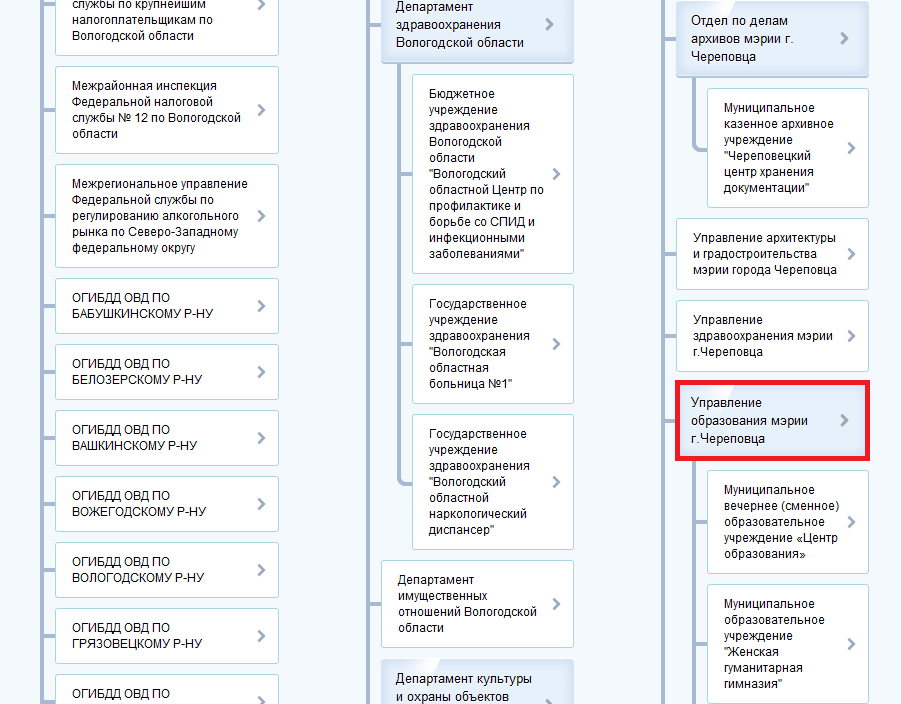 службы по крупнейшим
налогоплательщикам по
Вологодской области
Межрайонная инспекция
Федеральной налоговой
службы № 12 по Вологодской
области
Межрегиональное управление
Федеральной службы по
регулированию алкогольного
рынка по Северо-Западному
федеральному округу
ОГИБДД ОВД ПО
БАБУШКИНСКОМУ Р-НУ
ОГИБДД ОВД ПО
БЕЛОЗЕРСКОМУ Р-НУ
ОГИБДД ОВД ПО
ВАШКИНСКОМУ Р-НУ
ОГИБДД ОВД ПО
ВОЖЕГОДСКОМУ Р-НУ
ОГИБДД ОВД ПО
ВОЛОГОДСКОМУ Р-НУ
ОГИБДД ОВД ПО
ГРЯЗОВЕЦКОМУ Р-НУ
ОГИБДД ОВД ПО
Департамент
здравоохранения
Вологодской области
Бюджетное
учреждение
здравоохранения
Вологодской
области
"Вологодский
областной Центр по
профилактике и
борьбе со СПИД и
инфекционными
заболеваниями"
Государственное
учреждение
здравоохранения
"Вологодская
областная
больница №1"
Государственное
учреждение
здравоохранения
"Вологодский
областной
наркологический
диспансер"
Департамент
имущественных
отношений Вологодской
области
Департамент культуры
и охраны объектов
Отдел по делам
архивов мэрии г.
Череповца
Муниципальное
казенное архивное
учреждение
"Череповецкий
центр хранения
документации"
Управление архитектуры
и градостроительства
мэрии города Череповца
Управление
здравоохранения мэрии
г.Череповца
Управление
образования мэрии
г.Череповца
Муниципальное
вечернее (сменное)
образовательное
учреждение «Центр
образования»
Муниципальное
образовательное
учреждение
"Женская
гуманитарная
гимназия"